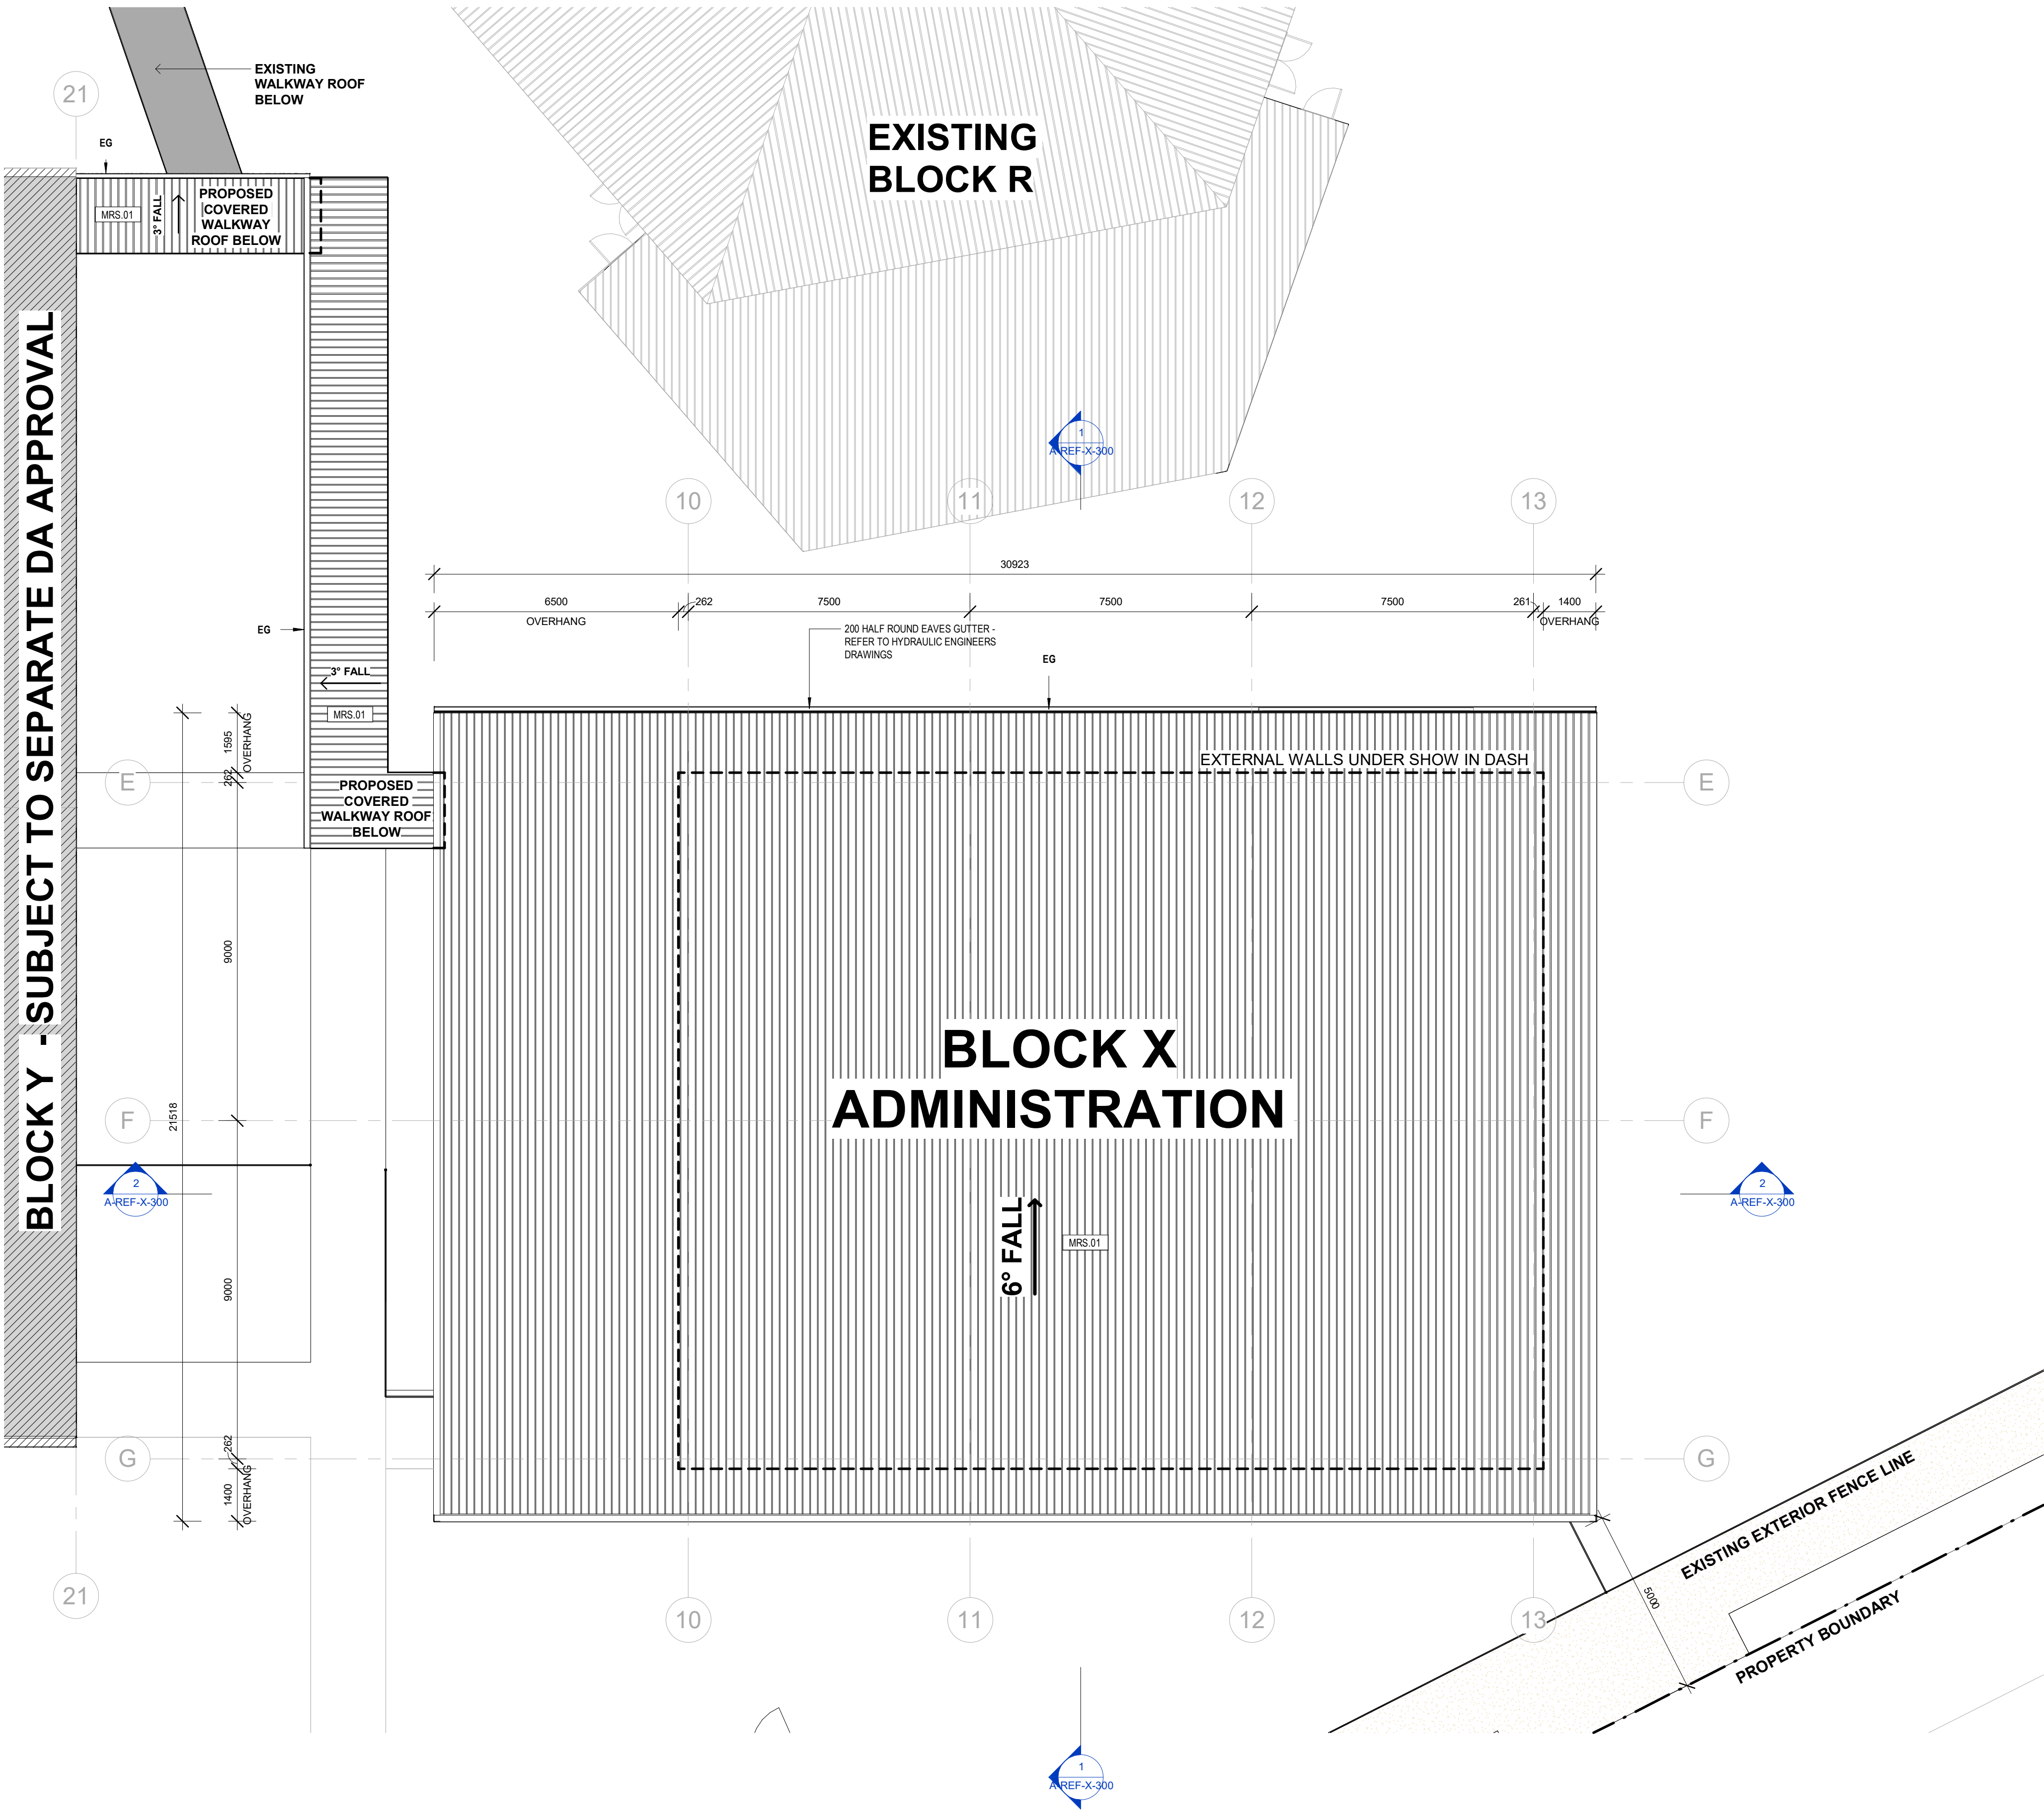 EXISTING
WALKWAY ROOF
BELOW
21
EG
MRS.01
3° FALL
PROPOSED
COVERED
WALKWAY
ROOF BELOW
EXISTING
BLOCK R
BLOCK Y - SUBJECT TO SEPARATE DA APPROVAL
1
A-REF-X-300
10
11
12
13
30923
6500
OVERHANG
262
7500
7500
7500
261
1400
OVERHANG
200 HALF ROUND EAVES GUTTER -
REFER TO HYDRAULIC ENGINEERS
DRAWINGS
EG
EG
3° FALL
MRS.01
1595
OVERHANG
262
E
EXTERNAL WALLS UNDER SHOW IN DASH
E
PROPOSED
COVERED
WALKWAY ROOF
BELOW
9000
BLOCK X
ADMINISTRATION
21518
F
F
2
A-REF-X-300
2
A-REF-X-300
6° FALL
MRS.01
9000
262
G
G
1400
OVERHANG
EXISTING EXTERIOR FENCE LINE
5000
PROPERTY BOUNDARY
21
10
11
12
13
1
A-REF-X-300